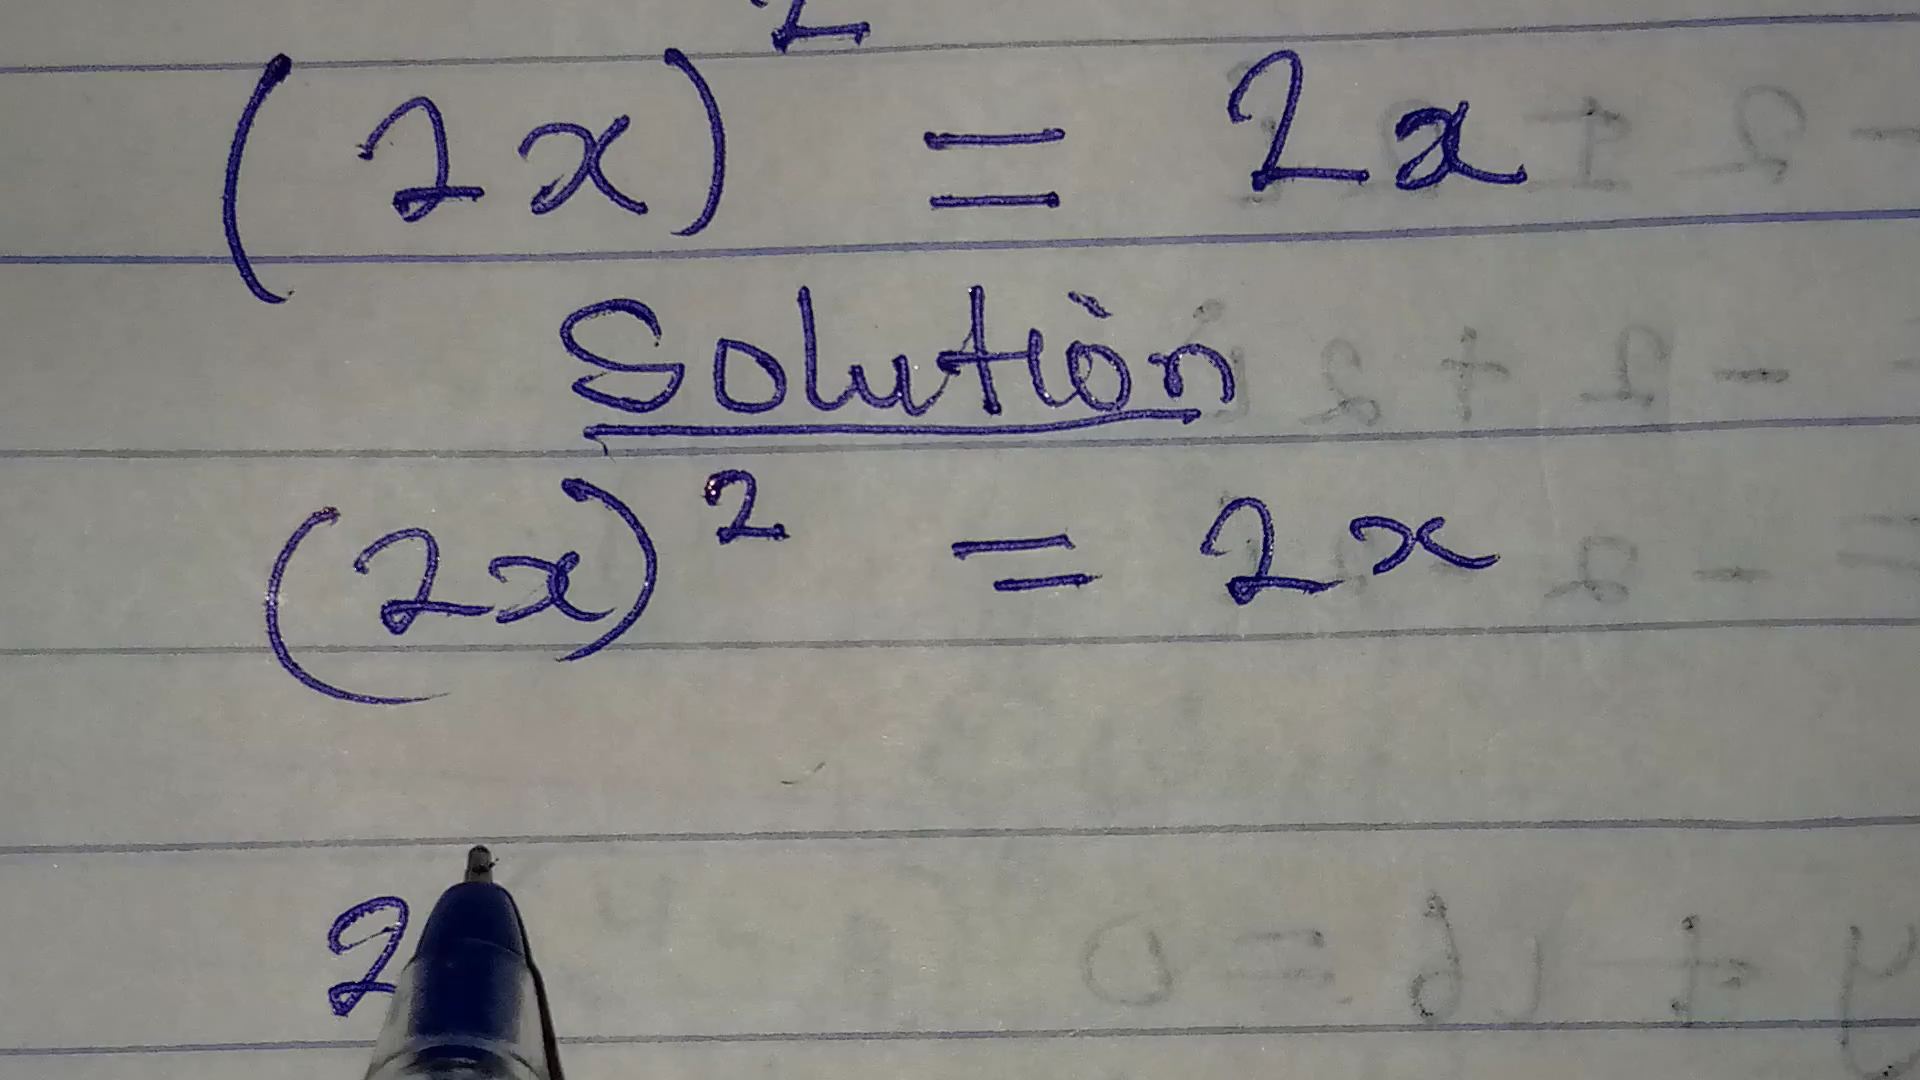 (2x)² = 2x
Solution
(2x)² = 2x
2